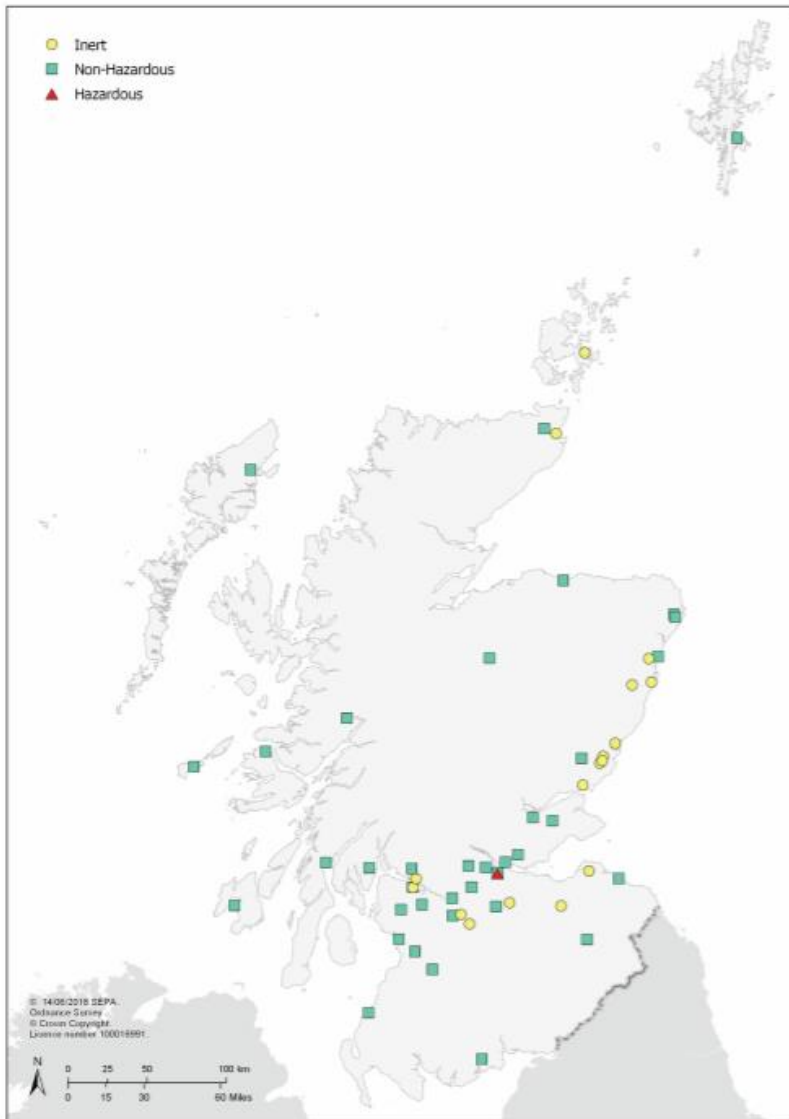 Inert
Non-Hazardous
Hazardous
© 14/06/2016 SEPA.
Ordnance Survey
© Crown Copyright.
Licence number 100016991.
N
0 25 50 100 km
0 15 30 60 Miles